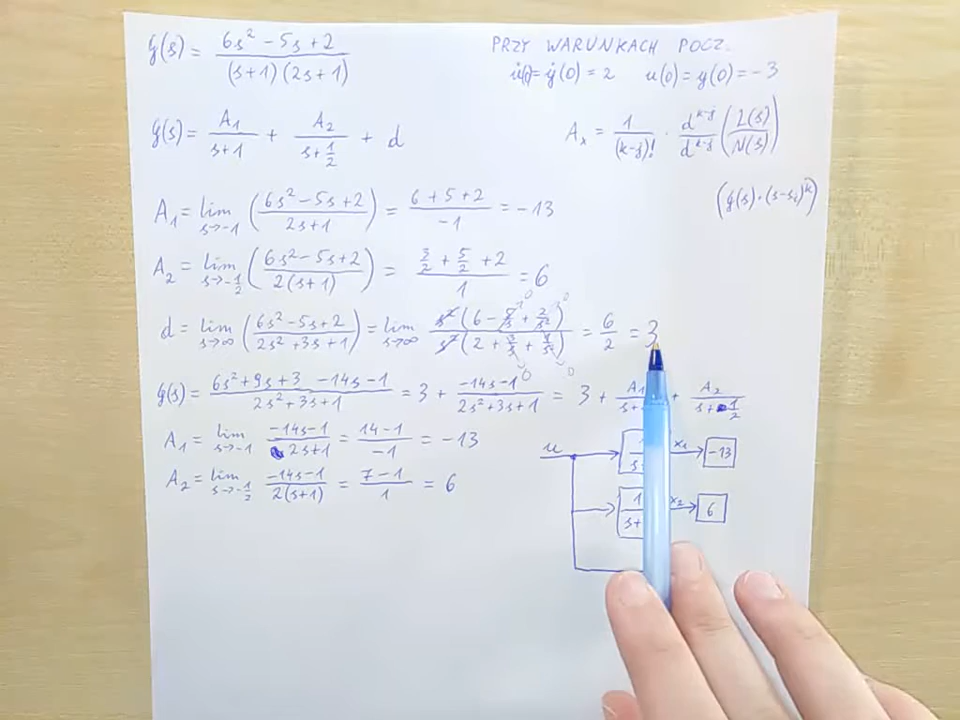 g(s) = (6s² - 5s + 2) / ((s+1)(2s+1))
PRZY WARUNKACH POCZ.
u̇(0) = ẏ(0) = 2 u(0) = y(0) = -3
g(s) = A₁/(s+1) + A₂/(s+½) + d
Aₓ = 1/(k-j)! · d^(k-j)/d^(k-j) (L(s)/N(s))
(g(s)·(s-sᵢ)^k)
A₁ = lim s→-1 ((6s² - 5s + 2)/(2s+1)) = (6+5+2)/(-1) = -13
A₂ = lim s→-½ ((6s² - 5s + 2)/(2(s+1))) = (3/2 + 5/2 + 2)/1 = 6
d = lim s→∞ ((6s² - 5s + 2)/(2s² + 3s + 1)) = lim s→∞ (s²(6 - 5/s + 2/s²))/(s²(2 + 3/s + 1/s²)) = 6/2 = 3
g(s) = (6s² + 9s + 3 - 14s - 1)/(2s² + 3s + 1) = 3 + (-14s - 1)/(2s² + 3s + 1) = 3 + A₁/s+ + A₂/(s+½)
A₁ = lim s→-1 (-14s - 1)/(2s+1) = (14-1)/(-1) = -13
A₂ = lim s→-½ (-14s - 1)/(2(s+1)) = (7-1)/1 = 6
u x₁ -13
1/s+ x₂ 6